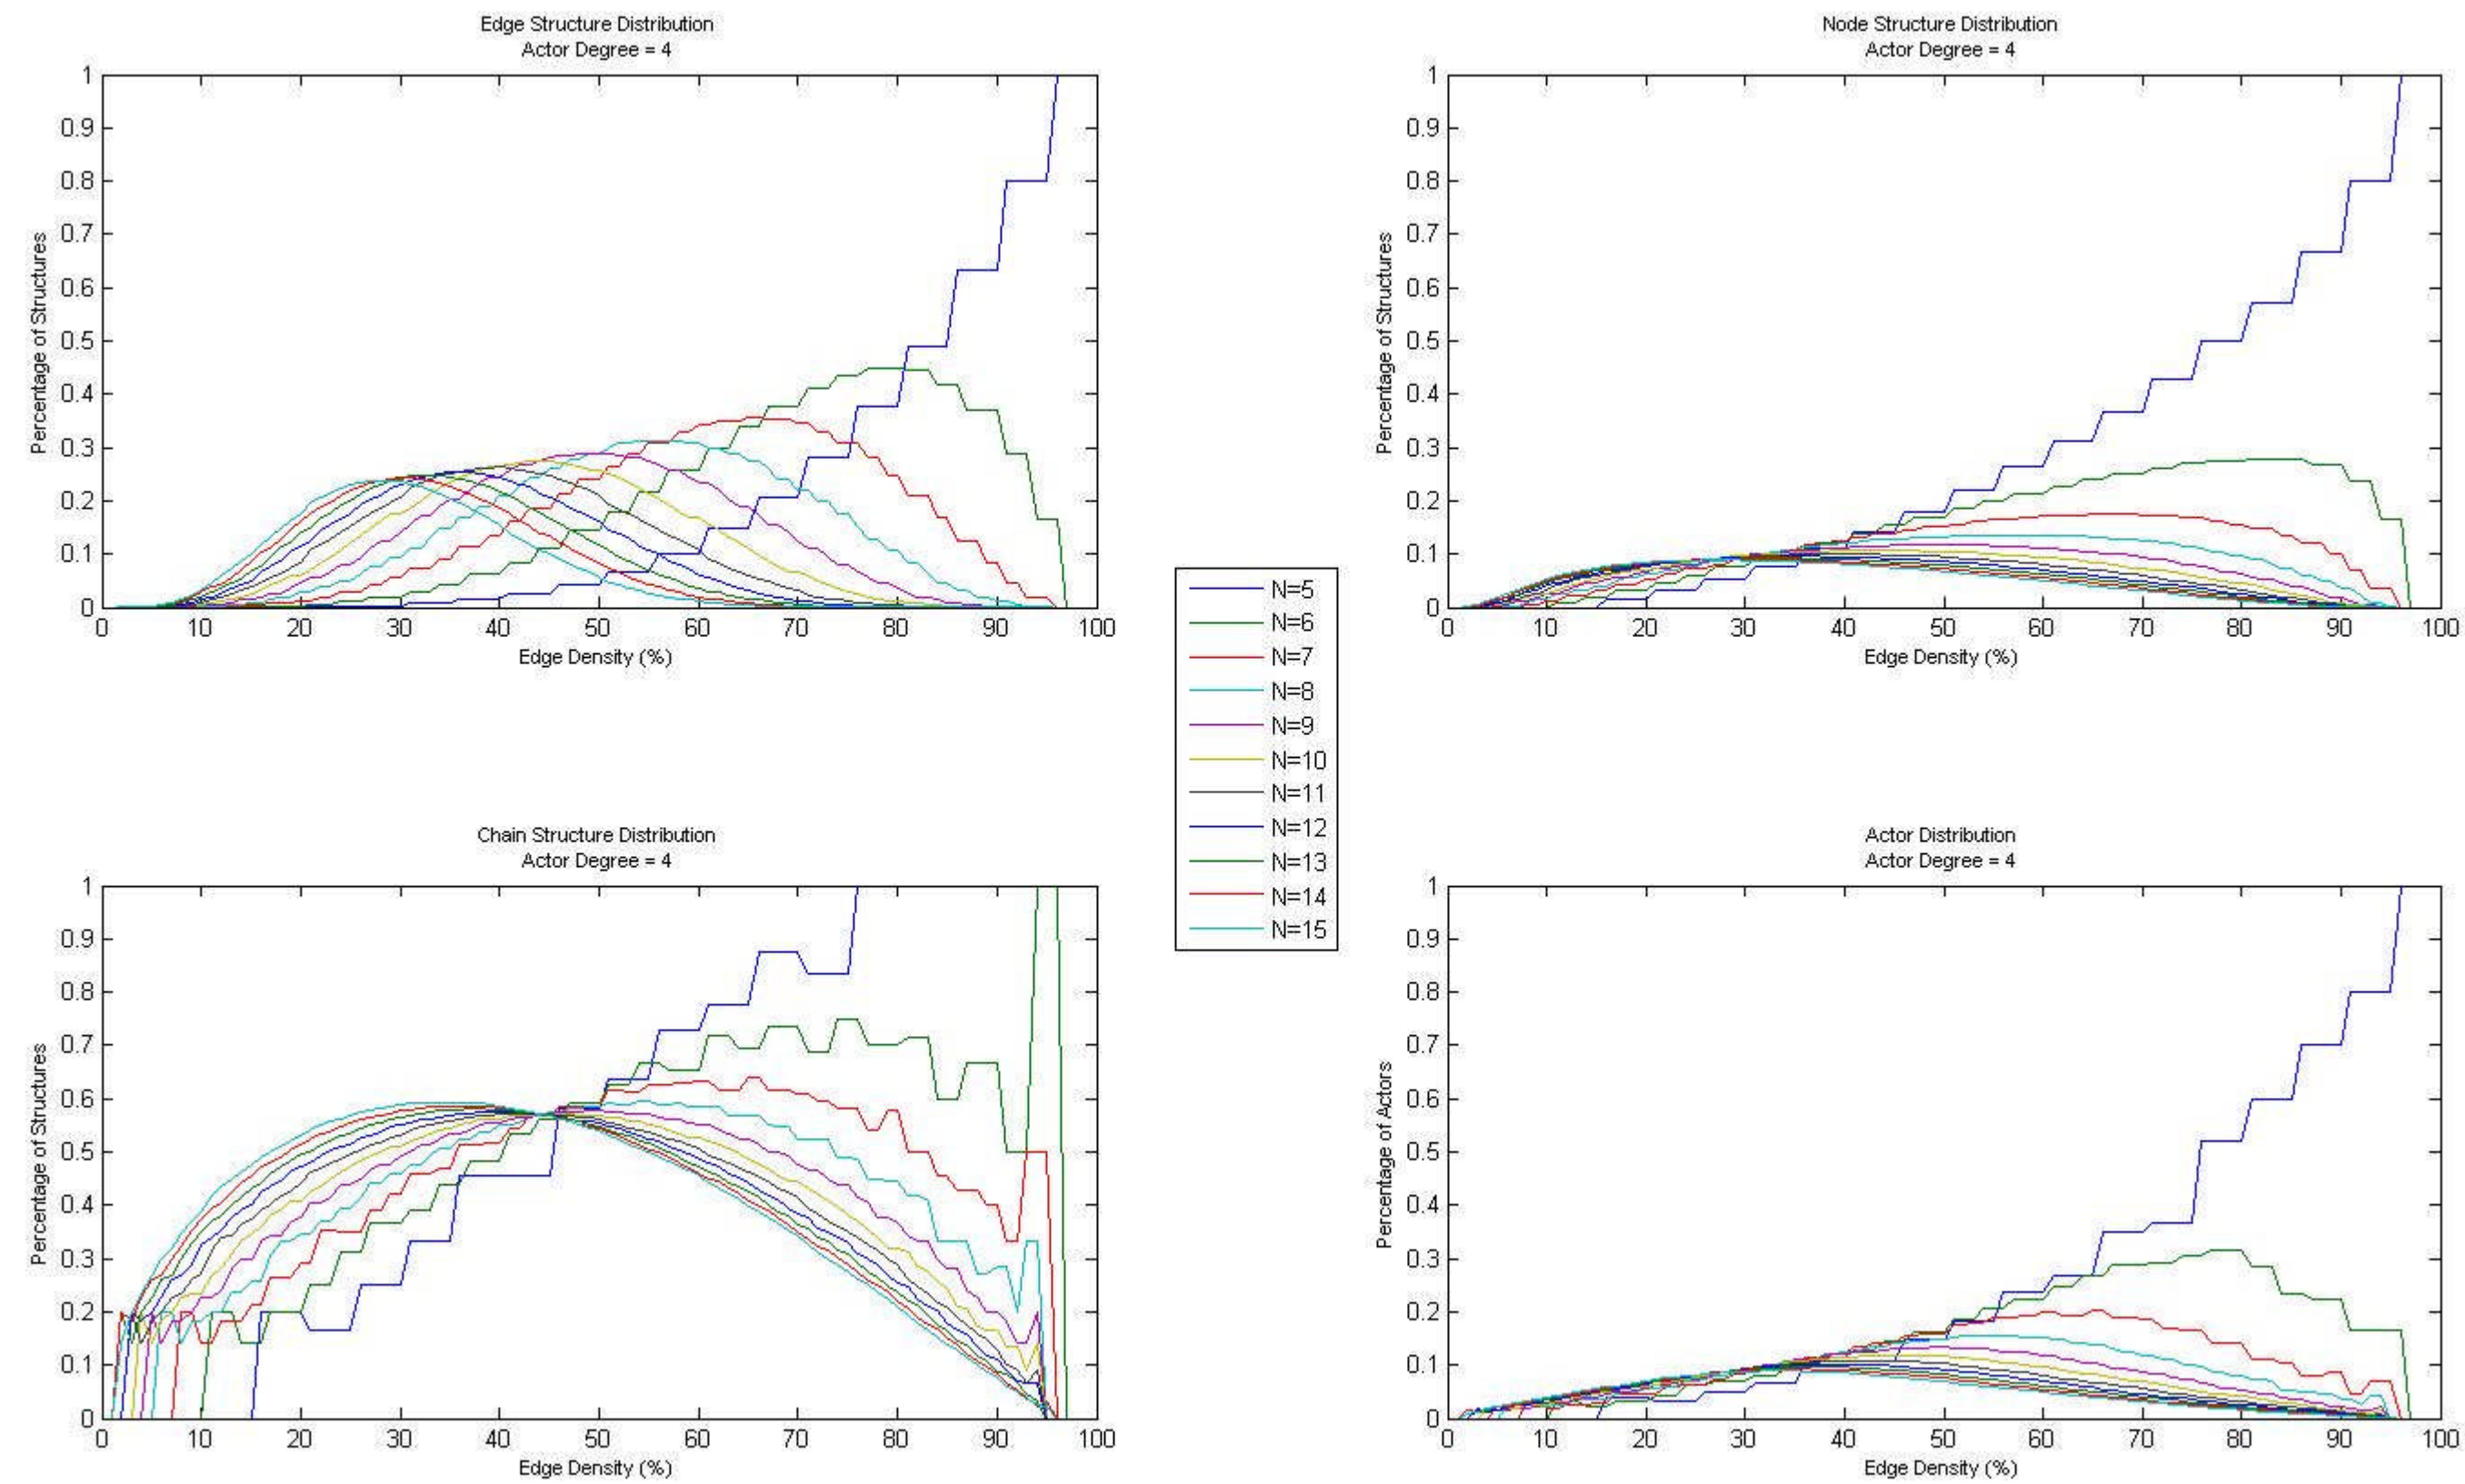 Edge Structure Distribution
Actor Degree = 4
Percentage of Structures
1
0.9
0.8
0.7
0.6
0.5
0.4
0.3
0.2
0.1
0
0 10 20 30 40 50 60 70 80 90 100
Edge Density (%)
Node Structure Distribution
Actor Degree = 4
Percentage of Structures
1
0.9
0.8
0.7
0.6
0.5
0.4
0.3
0.2
0.1
0
0 10 20 30 40 50 60 70 80 90 100
Edge Density (%)
N=5
N=6
N=7
N=8
N=9
N=10
N=11
N=12
N=13
N=14
N=15
Chain Structure Distribution
Actor Degree = 4
Percentage of Structures
1
0.9
0.8
0.7
0.6
0.5
0.4
0.3
0.2
0.1
0
0 10 20 30 40 50 60 70 80 90 100
Edge Density (%)
Actor Distribution
Actor Degree = 4
Percentage of Actors
1
0.9
0.8
0.7
0.6
0.5
0.4
0.3
0.2
0.1
0
0 10 20 30 40 50 60 70 80 90 100
Edge Density (%)